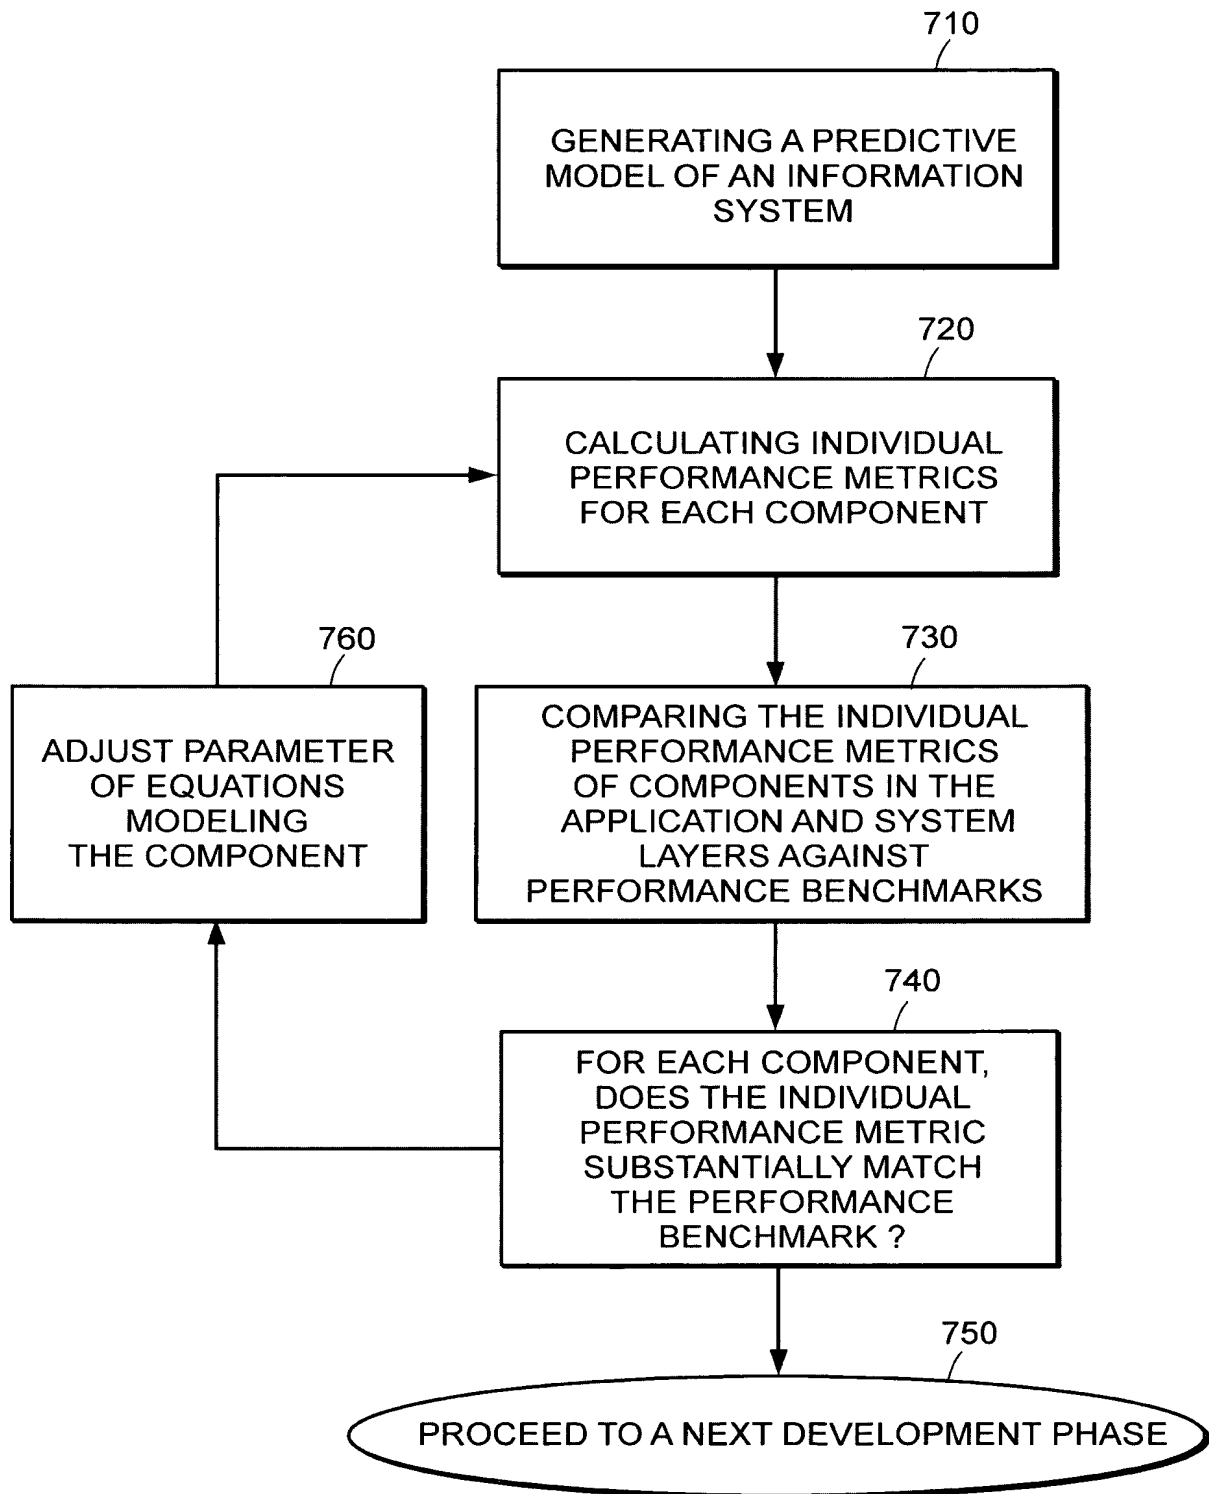 710
GENERATING A PREDICTIVE
MODEL OF AN INFORMATION
SYSTEM
720
CALCULATING INDIVIDUAL
PERFORMANCE METRICS
FOR EACH COMPONENT
760
ADJUST PARAMETER
OF EQUATIONS
MODELING
THE COMPONENT
730
COMPARING THE INDIVIDUAL
PERFORMANCE METRICS
OF COMPONENTS IN THE
APPLICATION AND SYSTEM
LAYERS AGAINST
PERFORMANCE BENCHMARKS
740
FOR EACH COMPONENT,
DOES THE INDIVIDUAL
PERFORMANCE METRIC
SUBSTANTIALLY MATCH
THE PERFORMANCE
BENCHMARK ?
750
PROCEED TO A NEXT DEVELOPMENT PHASE